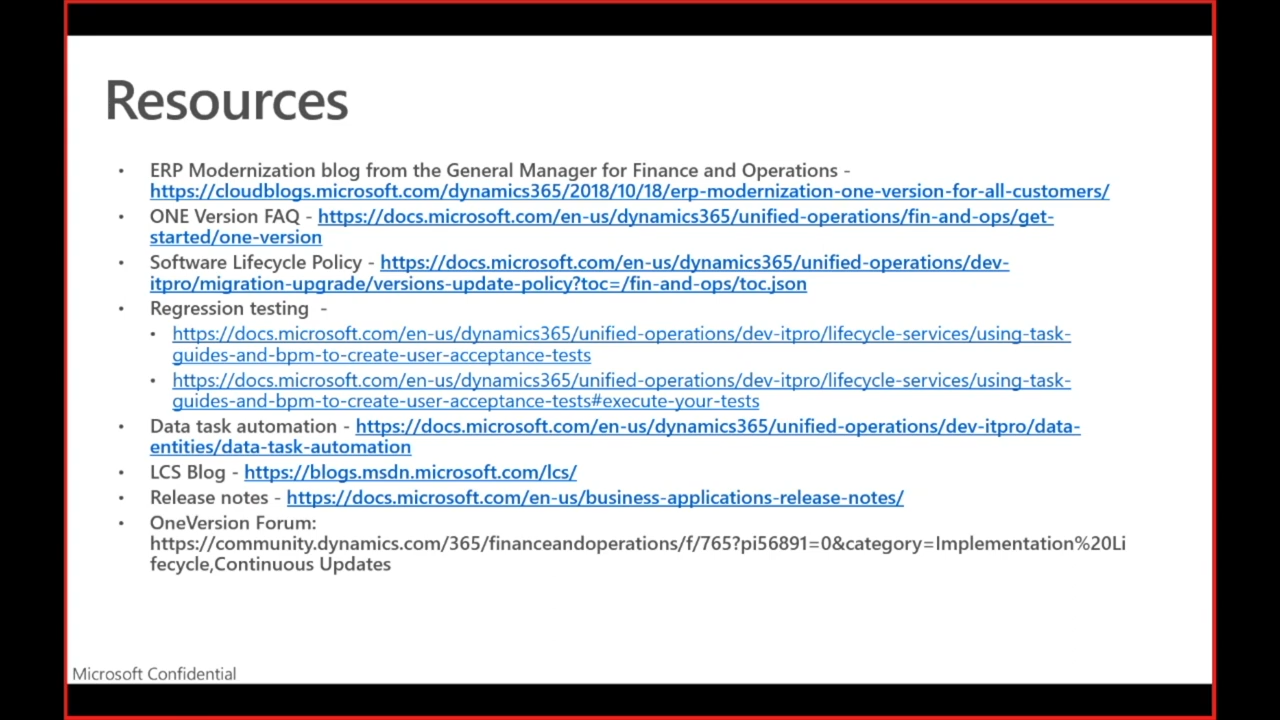 Resources
• ERP Modernization blog from the General Manager for Finance and Operations -
https://cloudblogs.microsoft.com/dynamics365/2018/10/18/erp-modernization-one-version-for-all-customers/
• ONE Version FAQ - https://docs.microsoft.com/en-us/dynamics365/unified-operations/fin-and-ops/get-
started/one-version
• Software Lifecycle Policy - https://docs.microsoft.com/en-us/dynamics365/unified-operations/dev-
itpro/migration-upgrade/versions-update-policy?toc=/fin-and-ops/toc.json
• Regression testing -
• https://docs.microsoft.com/en-us/dynamics365/unified-operations/dev-itpro/lifecycle-services/using-task-
guides-and-bpm-to-create-user-acceptance-tests
• https://docs.microsoft.com/en-us/dynamics365/unified-operations/dev-itpro/lifecycle-services/using-task-
guides-and-bpm-to-create-user-acceptance-tests#execute-your-tests
• Data task automation - https://docs.microsoft.com/en-us/dynamics365/unified-operations/dev-itpro/data-
entities/data-task-automation
• LCS Blog - https://blogs.msdn.microsoft.com/lcs/
• Release notes - https://docs.microsoft.com/en-us/business-applications-release-notes/
• OneVersion Forum:
https://community.dynamics.com/365/financeandoperations/f/765?pi56891=0&category=Implementation%20Li
fecycle,Continuous Updates
Microsoft Confidential